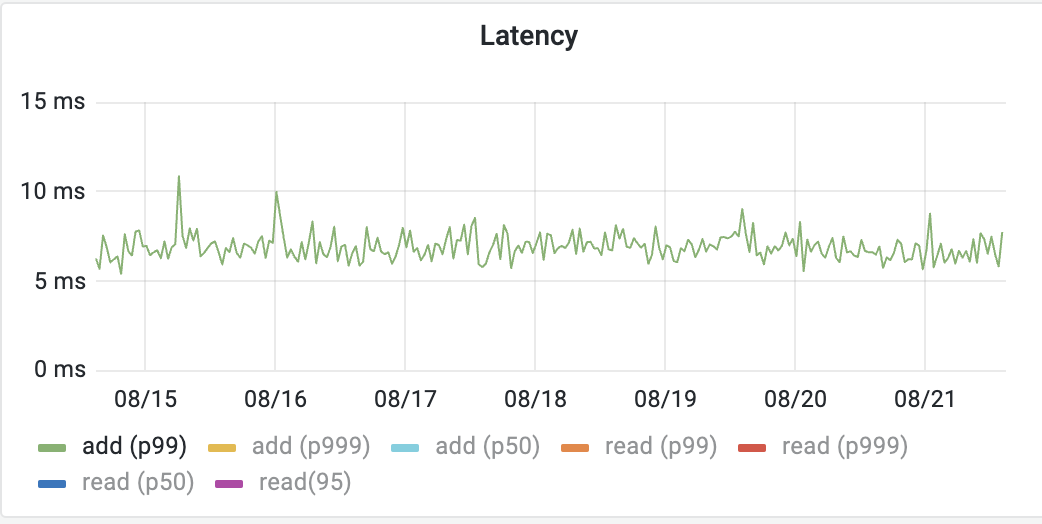 Latency
15 ms
10 ms
5 ms
0 ms
08/15 08/16 08/17 08/18 08/19 08/20 08/21
add (p99) add (p999) add (p50) read (p99) read (p999)
read (p50) read(95)